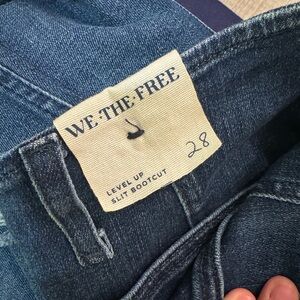 WE·THE·FREE
28
LEVEL UP
SLIT BOOTCUT